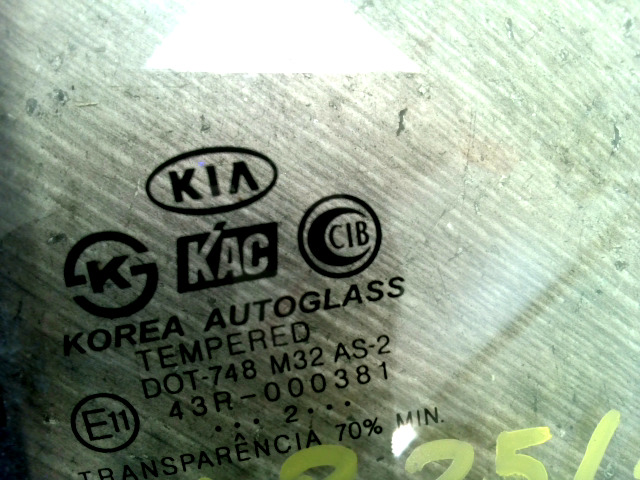 KIA
K KAC CIB
KOREA AUTOGLASS
TEMPERED
DOT-748 M32 AS-2
E11 43R-000381
... 2 ...
TRANSPARÊNCIA 70% MIN.